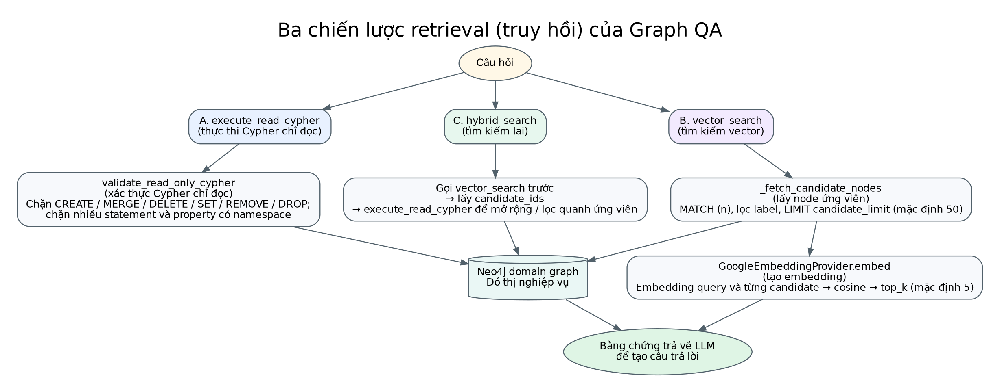 Ba chiến lược retrieval (truy hồi) của Graph QA
Câu hỏi
A. execute_read_cypher
(thực thi Cypher chỉ đọc)
C. hybrid_search
(tìm kiếm lai)
B. vector_search
(tìm kiếm vector)
validate_read_only_cypher
(xác thực Cypher chỉ đọc)
Chặn CREATE / MERGE / DELETE / SET / REMOVE / DROP;
chặn nhiều statement và property có namespace
Gọi vector_search trước
→ lấy candidate_ids
→ execute_read_cypher để mở rộng / lọc quanh ứng viên
_fetch_candidate_nodes
(lấy node ứng viên)
MATCH (n), lọc label, LIMIT candidate_limit (mặc định 50)
Neo4j domain graph
Đồ thị nghiệp vụ
GoogleEmbeddingProvider.embed
(tạo embedding)
Embedding query và từng candidate → cosine → top_k (mặc định 5)
Bằng chứng trả về LLM
để tạo câu trả lời